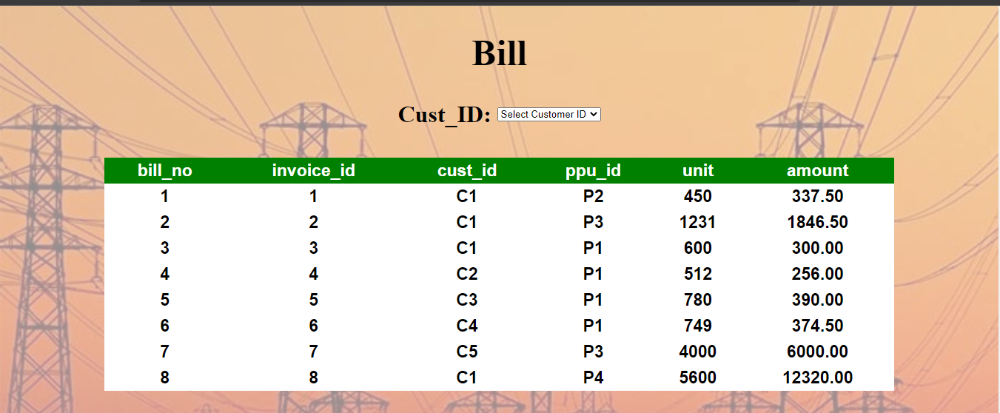 Bill
Cust_ID: Select Customer ID
bill_no invoice_id cust_id ppu_id unit amount
1 1 C1 P2 450 337.50
2 2 C1 P3 1231 1846.50
3 3 C1 P1 600 300.00
4 4 C2 P1 512 256.00
5 5 C3 P1 780 390.00
6 6 C4 P1 749 374.50
7 7 C5 P3 4000 6000.00
8 8 C1 P4 5600 12320.00